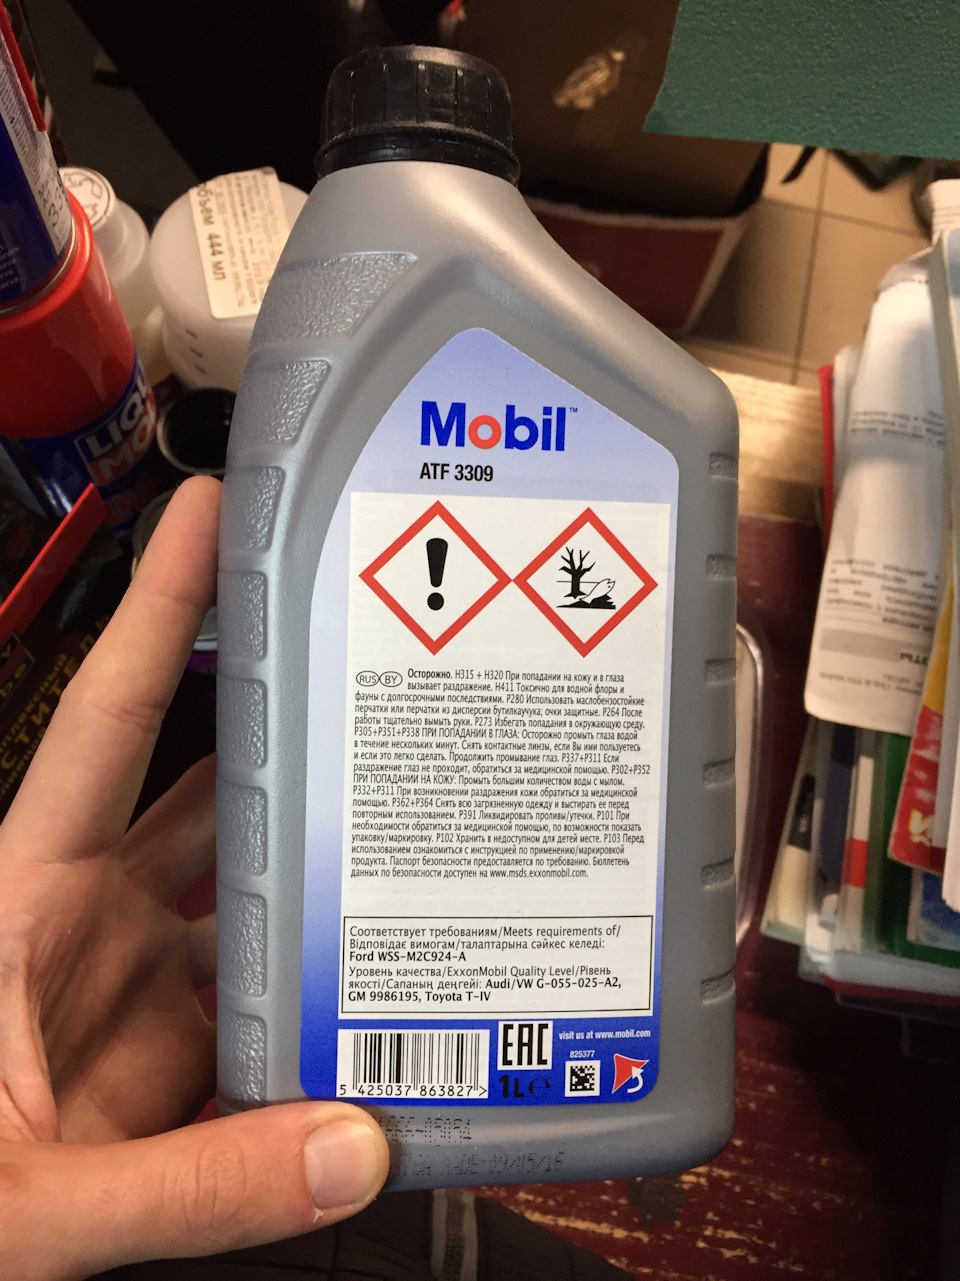 объём 444 мл
LIQUI
MOLY
Mobil™
ATF 3309
RUS BY Осторожно. H315 + H320 При попадании на кожу и в глаза
вызывает раздражение. H411 Токсично для водной флоры и
фауны с долгосрочными последствиями. P280 Использовать маслобензостойкие
перчатки или перчатки из дисперсии бутилкаучука; очки защитные. P264 После
работы тщательно вымыть руки. P273 Избегать попадания в окружающую среду.
P305+P351+P338 ПРИ ПОПАДАНИИ В ГЛАЗА: Осторожно промыть глаза водой
в течение нескольких минут. Снять контактные линзы, если Вы ими пользуетесь
и если это легко сделать. Продолжить промывание глаз. P337+P311 Если
раздражение глаз не проходит, обратиться за медицинской помощью. P302+P352
ПРИ ПОПАДАНИИ НА КОЖУ: Промыть большим количеством воды с мылом.
P332+P311 При возникновении раздражения кожи обратиться за медицинской
помощью. P362+P364 Снять всю загрязненную одежду и выстирать ее перед
повторным использованием. P391 Ликвидировать проливы/утечки. P101 При
необходимости обратиться за медицинской помощью, по возможности показать
упаковку/маркировку. P102 Хранить в недоступном для детей месте. P103 Перед
использованием ознакомиться с инструкцией по применению/маркировкой
продукта. Паспорт безопасности предоставляется по требованию. Бюллетень
данных по безопасности доступен на www.msds.exxonmobil.com.
Соответствует требованиям/Meets requirements of/
Відповідає вимогам/талаптарына сәйкес келеді:
Ford WSS-M2C924-A
Уровень качества/ExxonMobil Quality Level/Рівень
якості/Сапаның деңгейі: Audi/VW G-055-025-A2,
GM 9986195, Toyota T-IV
EAC
visit us at www.mobil.com
825377
5 425037 863827 >
1L e